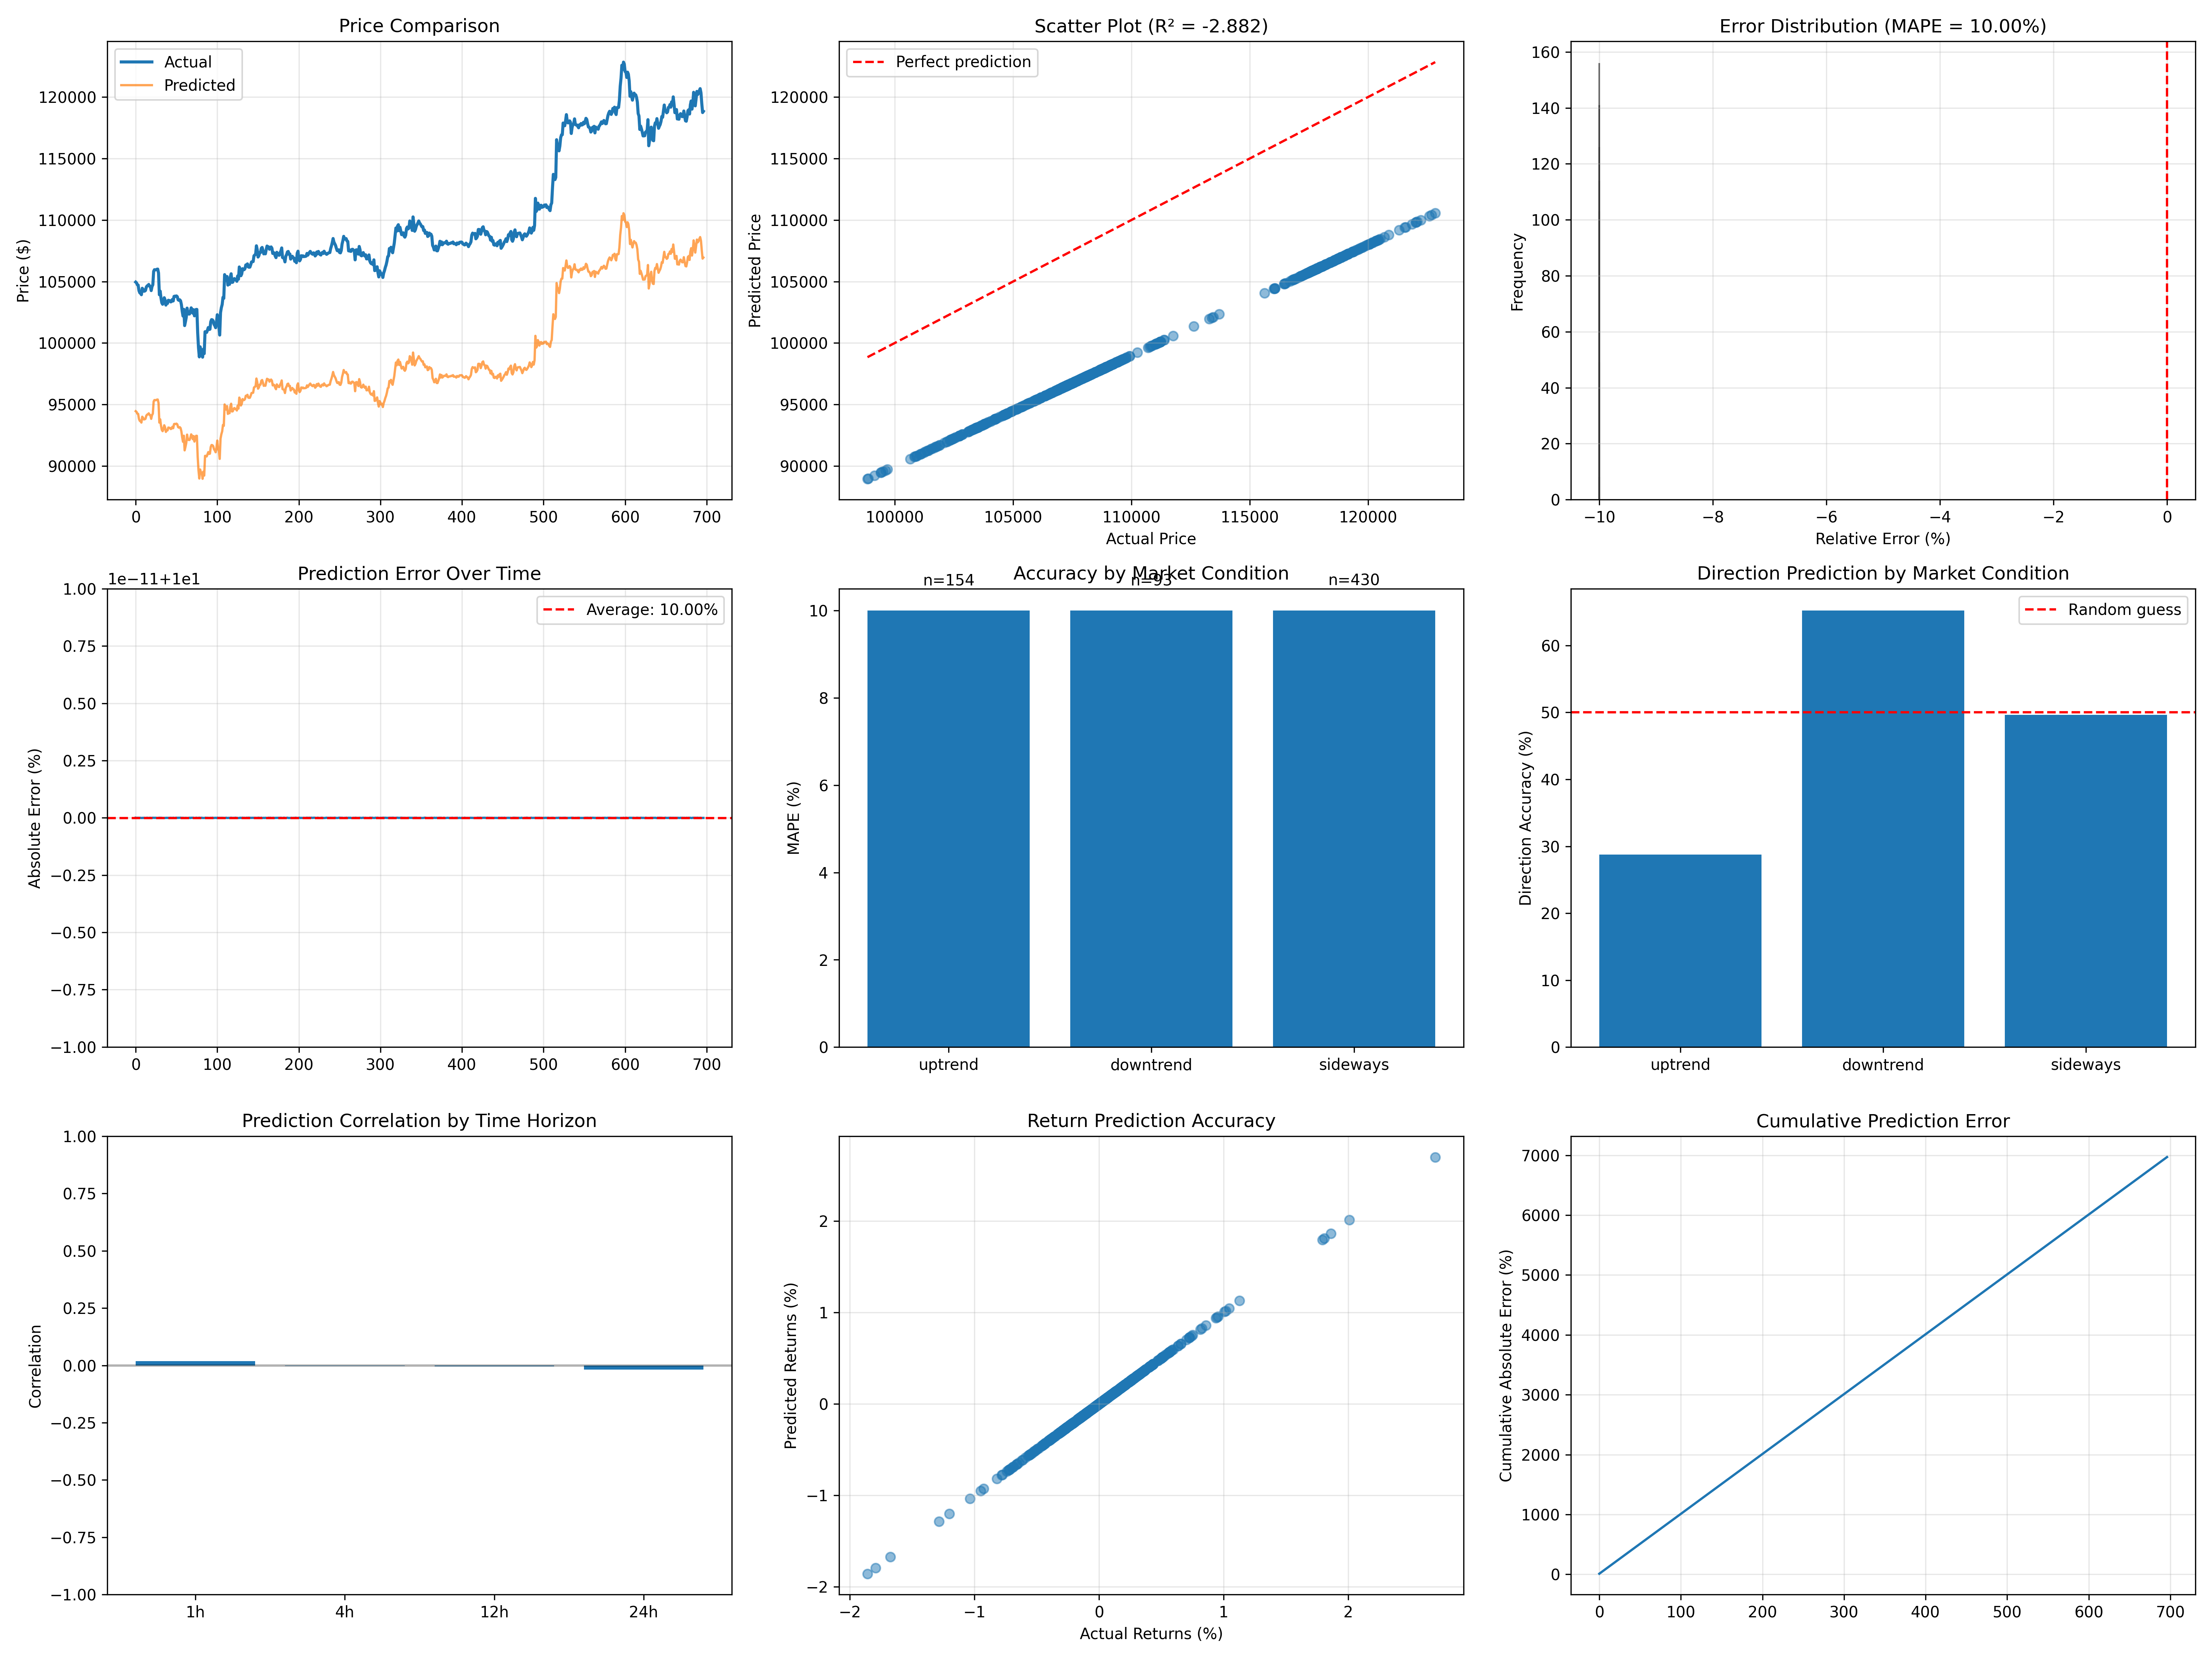 Price Comparison
Actual
Predicted
Price ($)
120000
115000
110000
105000
100000
95000
90000
0 100 200 300 400 500 600 700
Scatter Plot (R² = -2.882)
Perfect prediction
Predicted Price
120000
115000
110000
105000
100000
95000
90000
100000 105000 110000 115000 120000
Actual Price
Error Distribution (MAPE = 10.00%)
Frequency
160
140
120
100
80
60
40
20
0
−10 −8 −6 −4 −2 0
Relative Error (%)
Prediction Error Over Time
1e−11+1e1
Average: 10.00%
Absolute Error (%)
1.00
0.75
0.50
0.25
0.00
−0.25
−0.50
−0.75
−1.00
0 100 200 300 400 500 600 700
Accuracy by Market Condition
n=154 n=93 n=430
MAPE (%)
10
8
6
4
2
0
uptrend downtrend sideways
Direction Prediction by Market Condition
Random guess
Direction Accuracy (%)
60
50
40
30
20
10
0
uptrend downtrend sideways
Prediction Correlation by Time Horizon
Correlation
1.00
0.75
0.50
0.25
0.00
−0.25
−0.50
−0.75
−1.00
1h 4h 12h 24h
Return Prediction Accuracy
Predicted Returns (%)
2
1
0
−1
−2
−2 −1 0 1 2
Actual Returns (%)
Cumulative Prediction Error
Cumulative Absolute Error (%)
7000
6000
5000
4000
3000
2000
1000
0
0 100 200 300 400 500 600 700